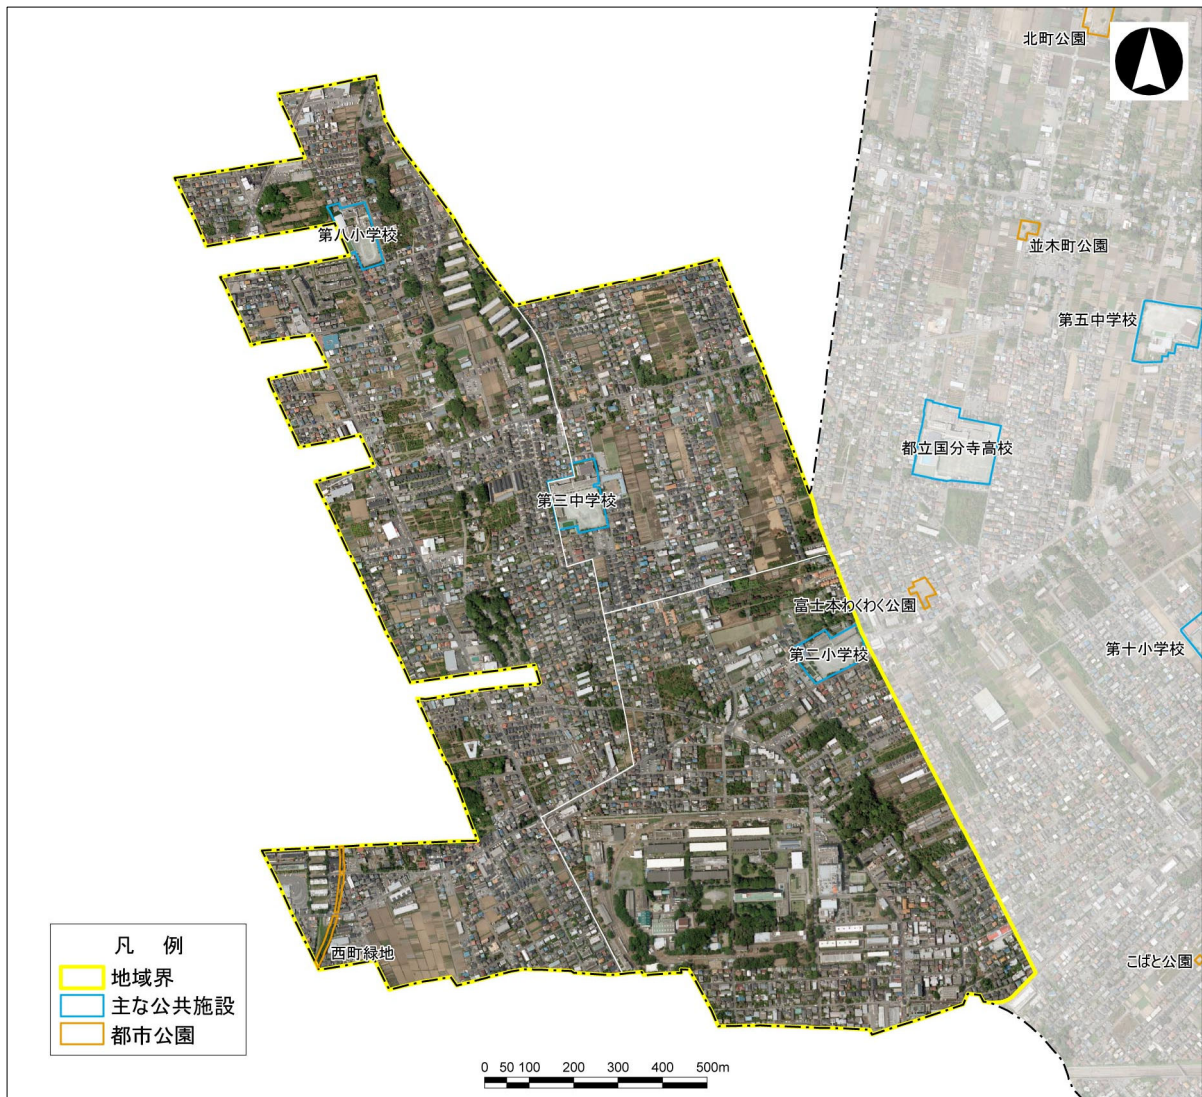 北町公園
並木町公園
第八小学校
第五中学校
都立国分寺高校
第三中学校
富士本わくわく公園
第二小学校
第十小学校
西町緑地
こばと公園
凡 例
地域界
主な公共施設
都市公園
0 50 100 200 300 400 500m